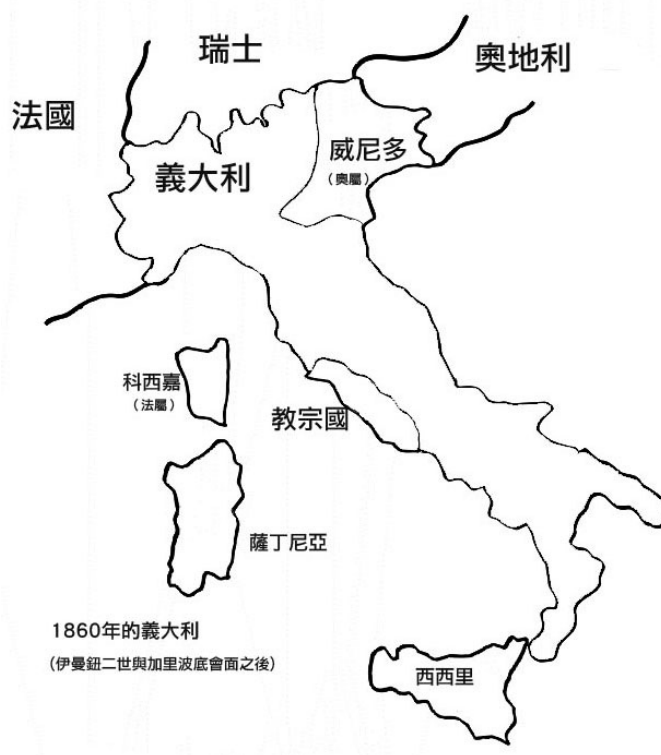 瑞士
奧地利
法國
威尼多
(奧屬)
義大利
科西嘉
(法屬)
教宗國
薩丁尼亞
1860年的義大利
(伊曼鈕二世與加里波底會面之後)
西西里